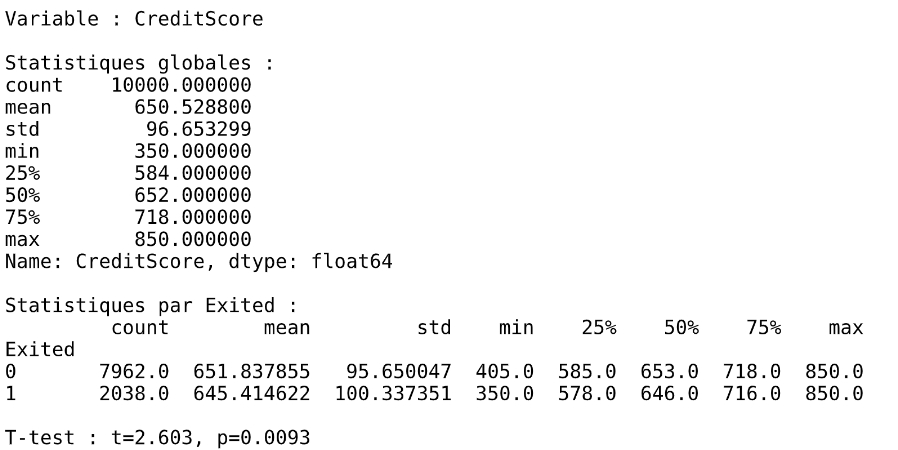 Variable : CreditScore
Statistiques globales :
count    10000.000000
mean       650.528800
std         96.653299
min        350.000000
25%        584.000000
50%        652.000000
75%        718.000000
max        850.000000
Name: CreditScore, dtype: float64
Statistiques par Exited :
         count        mean         std    min    25%    50%    75%    max
Exited
0       7962.0  651.837855   95.650047  405.0  585.0  653.0  718.0  850.0
1       2038.0  645.414622  100.337351  350.0  578.0  646.0  716.0  850.0
T-test : t=2.603, p=0.0093